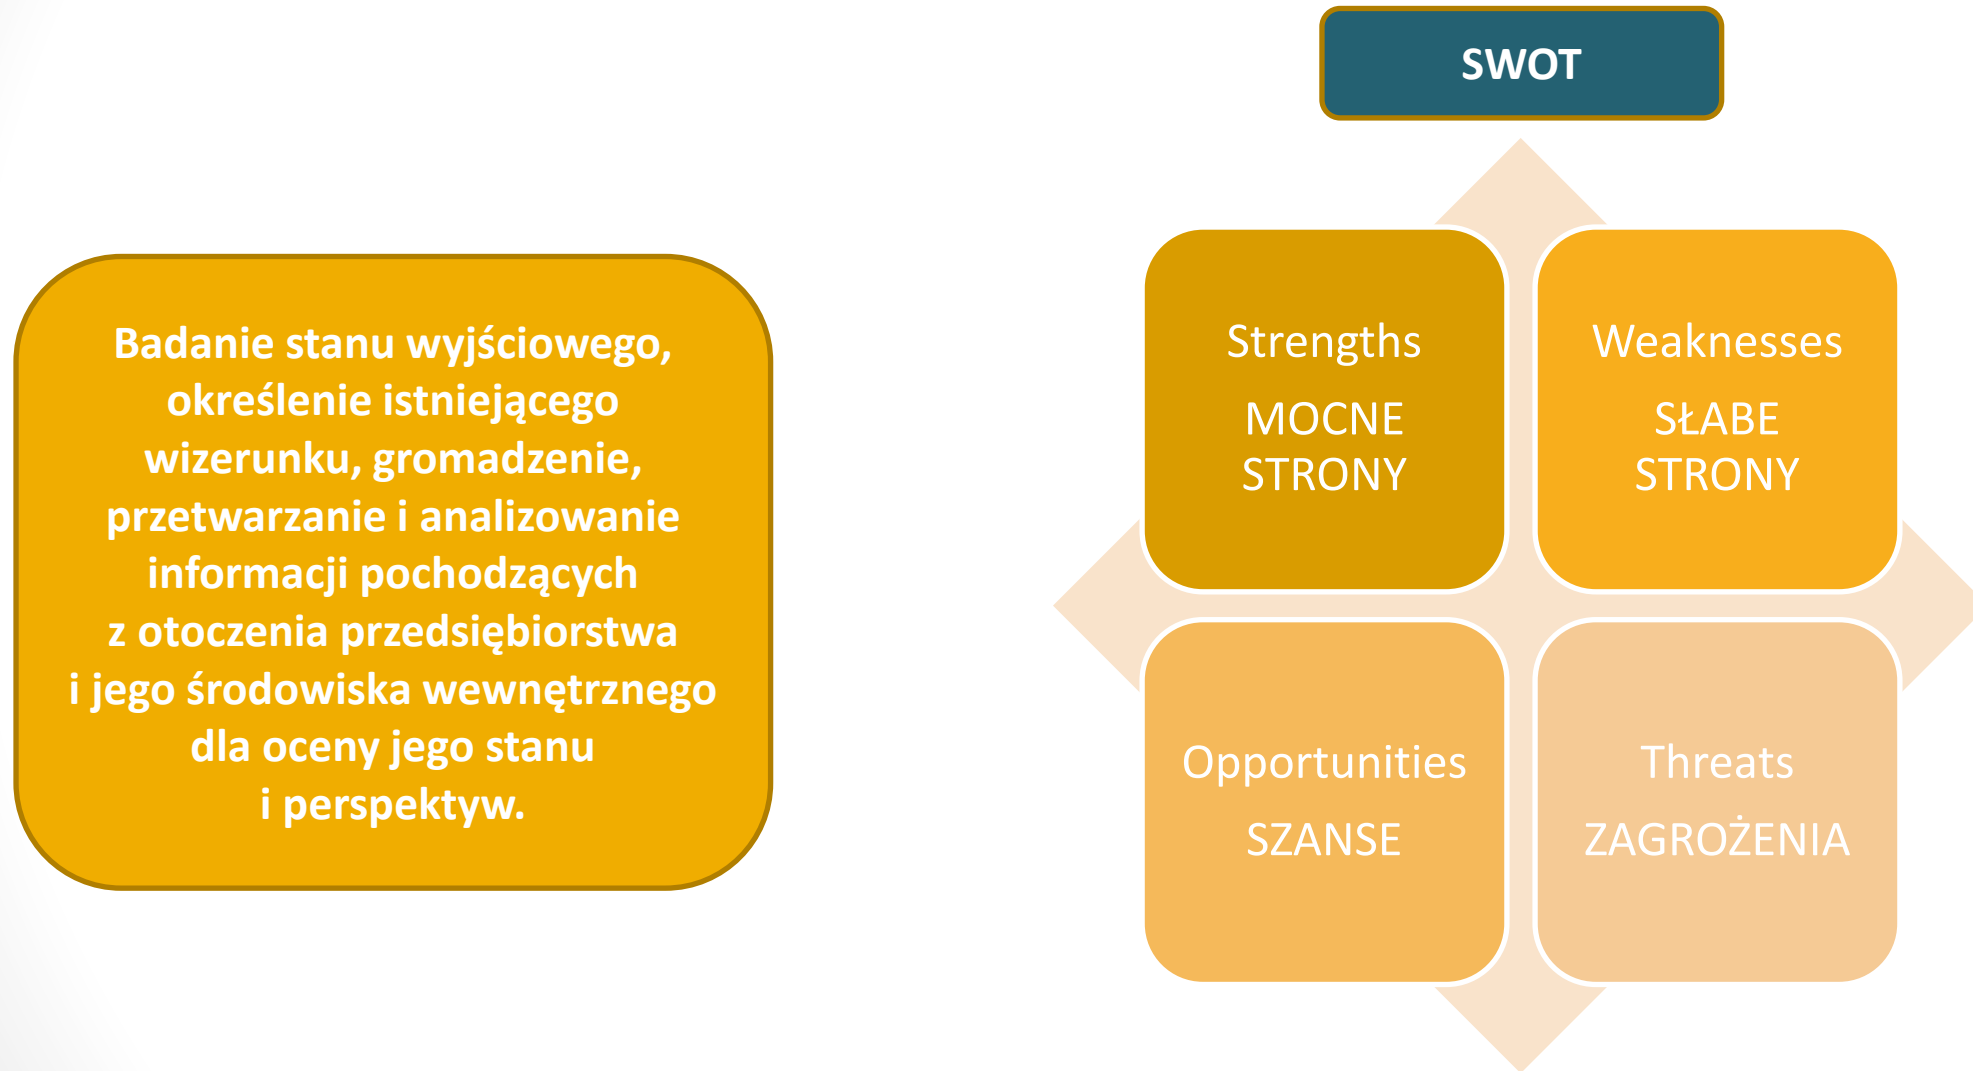 SWOT
Badanie stanu wyjściowego,
określenie istniejącego
wizerunku, gromadzenie,
przetwarzanie i analizowanie
informacji pochodzących
z otoczenia przedsiębiorstwa
i jego środowiska wewnętrznego
dla oceny jego stanu
i perspektyw.
Strengths
MOCNE
STRONY
Weaknesses
SŁABE
STRONY
Opportunities
SZANSE
Threats
ZAGROŻENIA